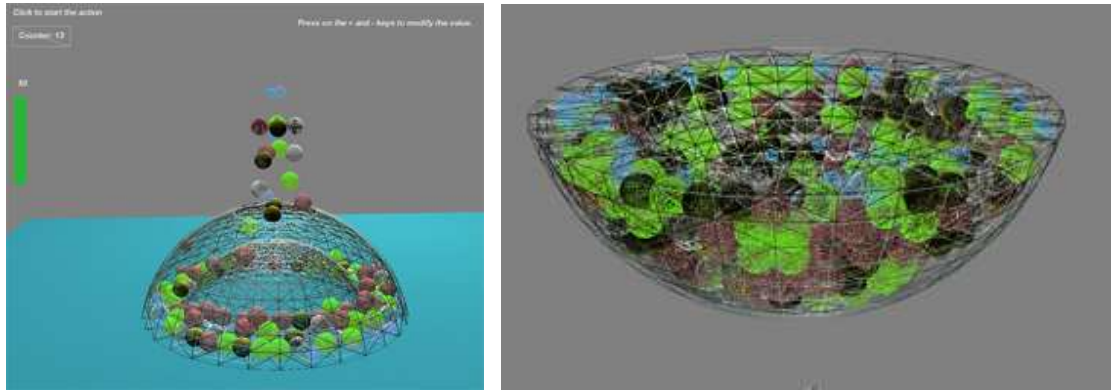 Click to start the action
Press on the + and - keys to modify the value.
Counter: 13